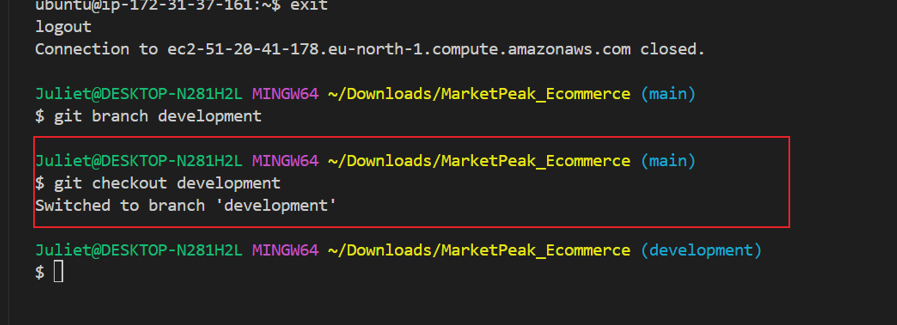 ubuntu@ip-172-31-37-161:~$ exit
logout
Connection to ec2-51-20-41-178.eu-north-1.compute.amazonaws.com closed.
Juliet@DESKTOP-N281H2L MINGW64 ~/Downloads/MarketPeak_Ecommerce (main)
$ git branch development
Juliet@DESKTOP-N281H2L MINGW64 ~/Downloads/MarketPeak_Ecommerce (main)
$ git checkout development
Switched to branch 'development'
Juliet@DESKTOP-N281H2L MINGW64 ~/Downloads/MarketPeak_Ecommerce (development)
$